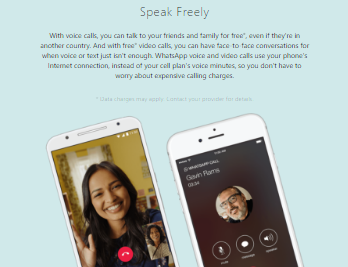 Speak Freely
With voice calls, you can talk to your friends and family for free*, even if they're in
another country. And with free* video calls, you can have face-to-face conversations for
when voice or text just isn't enough. WhatsApp voice and video calls use your phone's
Internet connection, instead of your cell plan's voice minutes, so you don't have to
worry about expensive calling charges.
* Data charges may apply. Contact your provider for details.
WHATSAPP CALL
Gavin Rams
03:34